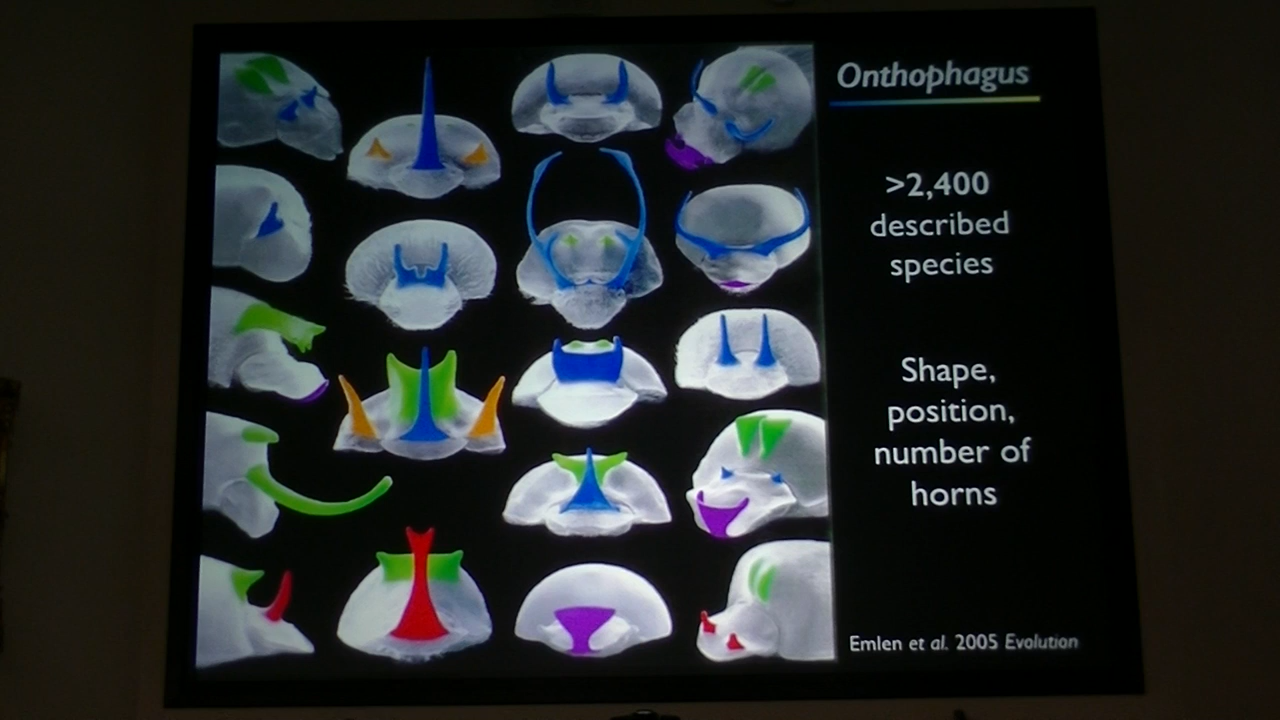 Onthophagus
>2,400
described
species
Shape,
position,
number of
horns
Emlen et al. 2005 Evolution